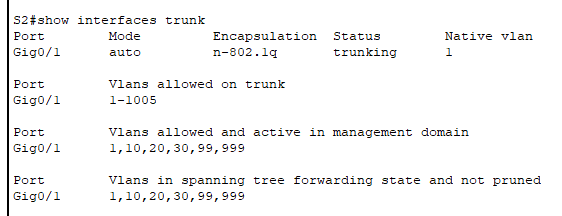 S2#show interfaces trunk
Port        Mode         Encapsulation  Status        Native vlan
Gig0/1      auto         n-802.1q       trunking      1
Port        Vlans allowed on trunk
Gig0/1      1-1005
Port        Vlans allowed and active in management domain
Gig0/1      1,10,20,30,99,999
Port        Vlans in spanning tree forwarding state and not pruned
Gig0/1      1,10,20,30,99,999